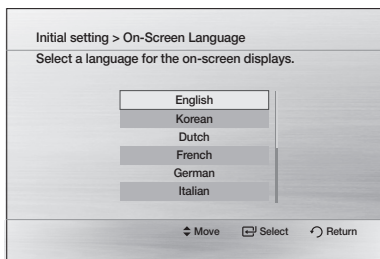 Initial setting > On-Screen Language
Select a language for the on-screen displays.
English
Korean
Dutch
French
German
Italian
Move Select Return